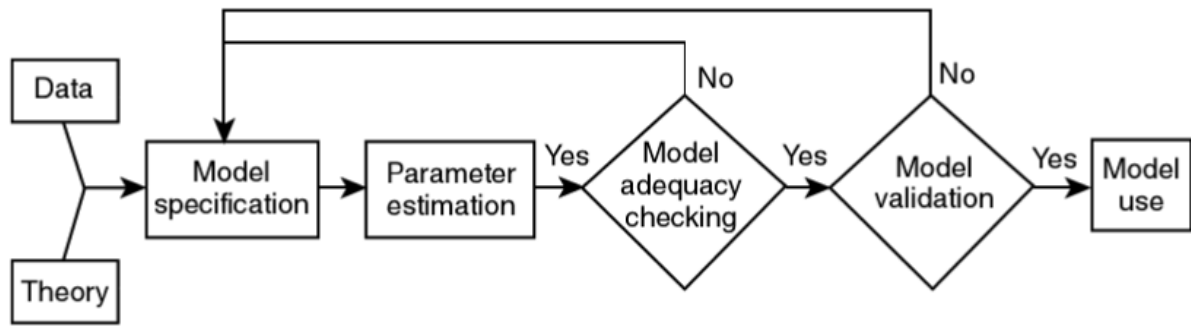 Data
Theory
Model
specification
Parameter
estimation
Yes
Model
adequacy
checking
No
Yes
Model
validation
No
Yes
Model
use